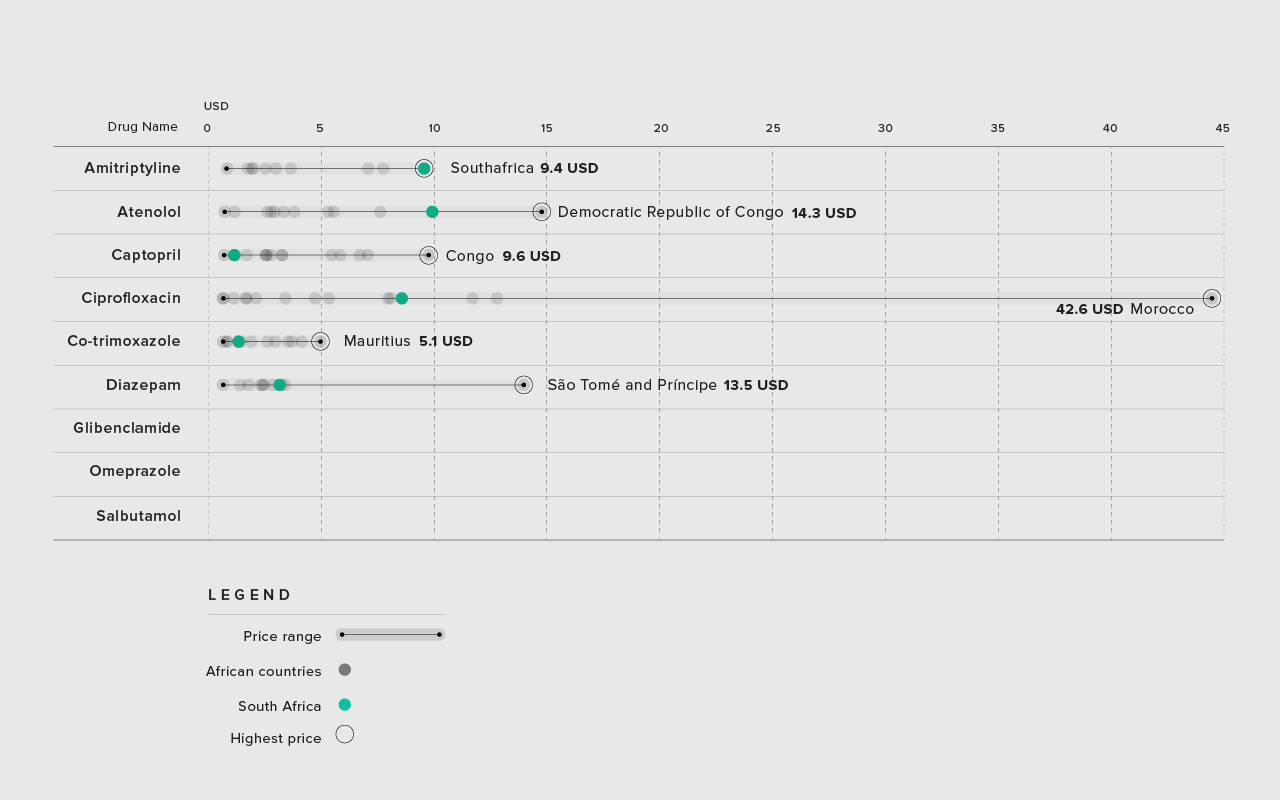 USD
Drug Name 0 5 10 15 20 25 30 35 40 45
Amitriptyline Southafrica 9.4 USD
Atenolol Democratic Republic of Congo 14.3 USD
Captopril Congo 9.6 USD
Ciprofloxacin 42.6 USD Morocco
Co-trimoxazole Mauritius 5.1 USD
Diazepam São Tomé and Príncipe 13.5 USD
Glibenclamide
Omeprazole
Salbutamol
LEGEND
Price range
African countries
South Africa
Highest price